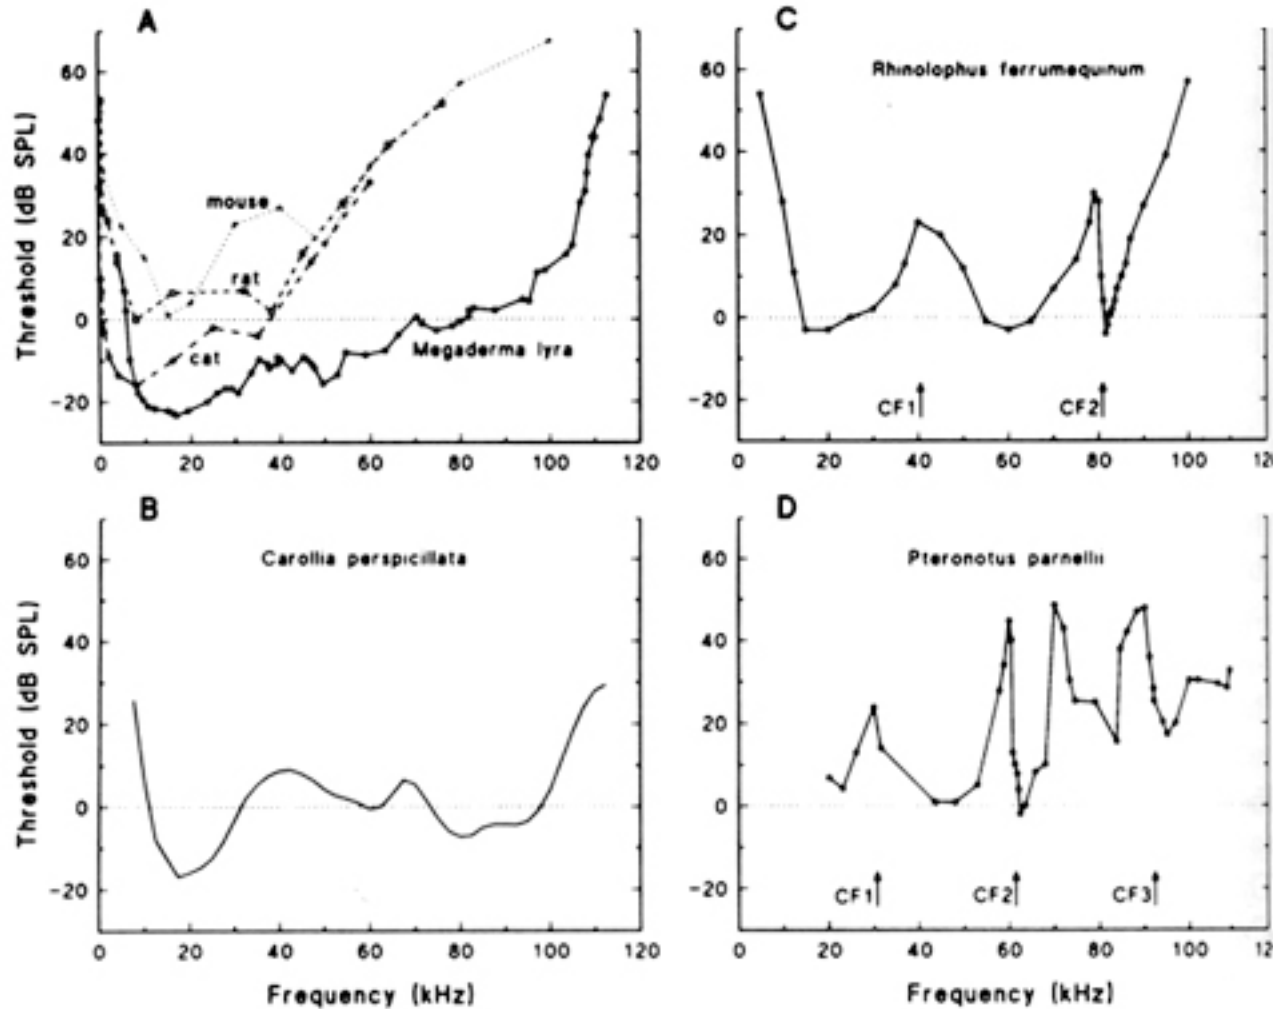 A
Threshold (dB SPL)
60
40
20
0
-20
mouse
rat
cat
Megaderma lyra
0 20 40 60 80 100 120
C
Rhinolophus ferrumequinum
Threshold (dB SPL)
60
40
20
0
-20
CF1
CF2
0 20 40 60 80 100
B
Carollia perspicillata
Threshold (dB SPL)
60
40
20
0
-20
0 20 40 60 80 100 120
Frequency (kHz)
D
Pteronotus parnellii
60
40
20
0
-20
CF1
CF2
CF3
0 20 40 60 80 100
Frequency (kHz)